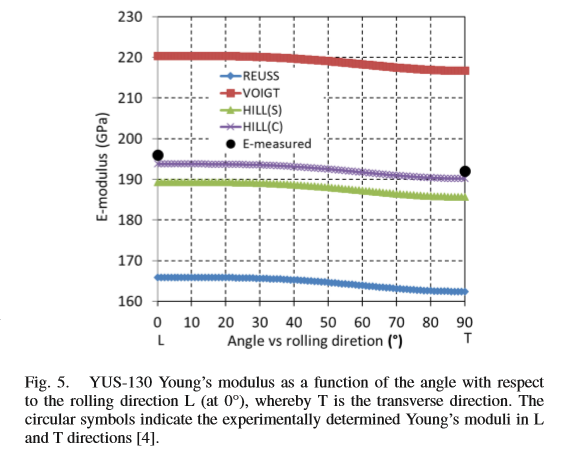 230
220
210
200
190
180
170
160
E-modulus (GPa)
REUSS
VOIGT
HILL(S)
HILL(C)
E-measured
0 10 20 30 40 50 60 70 80 90
L Angle vs rolling diretion (°) T
Fig. 5. YUS-130 Young's modulus as a function of the angle with respect
to the rolling direction L (at 0°), whereby T is the transverse direction. The
circular symbols indicate the experimentally determined Young's moduli in L
and T directions [4].